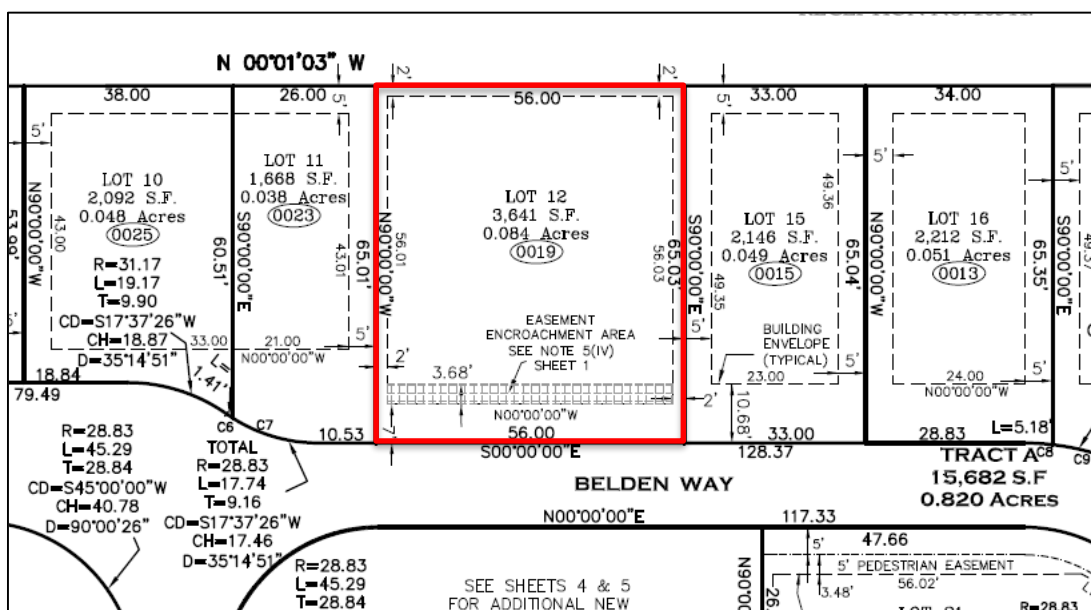 N 00°01'03" W
2'
2'
38.00
26.00
56.00
33.00
34.00
5'
5'
5'
5'
5'
LOT 10
2,092 S.F.
0.048 Acres
0025
LOT 11
1,668 S.F.
0.038 Acres
0023
LOT 12
3,641 S.F.
0.084 Acres
0019
LOT 15
2,146 S.F.
0.049 Acres
0015
LOT 16
2,212 S.F.
0.051 Acres
0013
N90°00'00"W
43.00
60.51'
S90°00'00"E
43.01
65.01'
N90°00'00"W
56.01
56.03
65.03'
S90°00'00"E
49.35
49.36
65.04'
N90°00'00"W
65.35'
S90°00'00"E
49.37
R=31.17
L=19.17
T=9.90
CD=S17°37'26"W
CH=18.87
D=35°14'51"
33.00
21.00
N00°00'00"W
L=
1.41'
5'
2'
EASEMENT
ENCROACHMENT AREA
SEE NOTE 5(IV)
SHEET 1
3.68'
N00°00'00"W
7'
2'
5'
BUILDING
ENVELOPE
(TYPICAL)
5'
23.00
10.68'
24.00
N00°00'00"W
5'
18.84
79.49
C6
C7
10.53
56.00
S00°00'00"E
33.00
128.37
28.83
L=5.18'
C8
C9
TRACT A
15,682 S.F
0.820 ACRES
BELDEN WAY
R=28.83
L=45.29
T=28.84
CD=S45°00'00"W
CH=40.78
D=90°00'26"
TOTAL
R=28.83
L=17.74
T=9.16
CD=S17°37'26"W
CH=17.46
D=35°14'51"
N00°00'00"E
117.33
R=28.83
L=45.29
T=28.84
SEE SHEETS 4 & 5
FOR ADDITIONAL NEW
N90°00
26.
5'
47.66
5' PEDESTRIAN EASEMENT
56.02'
3.48'
R=28.83